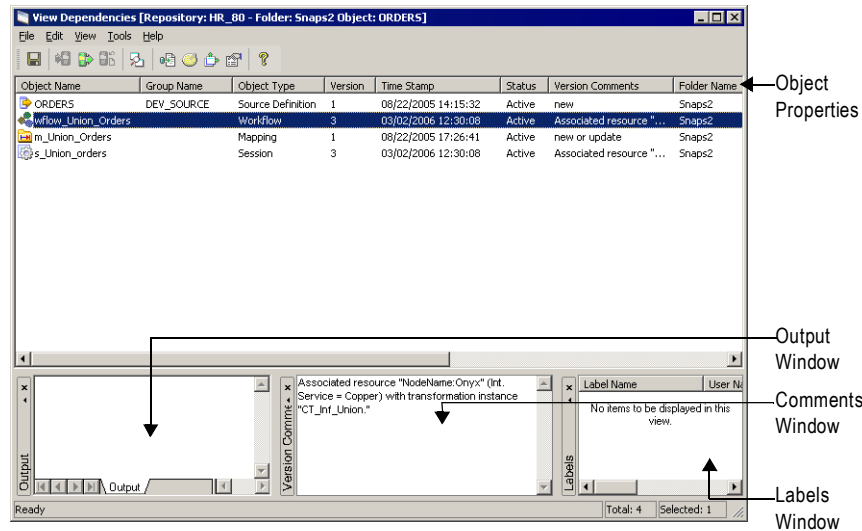 View Dependencies [Repository: HR_80 - Folder: Snaps2 Object: ORDERS]
File Edit View Tools Help
Object Name Group Name Object Type Version Time Stamp Status Version Comments Folder Name
ORDERS DEV_SOURCE Source Definition 1 08/22/2005 14:15:32 Active new Snaps2
wflow_Union_Orders Workflow 3 03/02/2006 12:30:08 Active Associated resource "... Snaps2
m_Union_Orders Mapping 1 08/22/2005 17:26:41 Active new or update Snaps2
s_Union_orders Session 3 03/02/2006 12:30:08 Active Associated resource "... Snaps2
Object
Properties
Output
Window
Output
Output
Version Comme
Associated resource "NodeName:Onyx" (Int.
Service = Copper) with transformation instance
"CT_Inf_Union."
Labels
Label Name User Na
No items to be displayed in this
view.
Comments
Window
Labels
Window
Ready Total: 4 Selected: 1